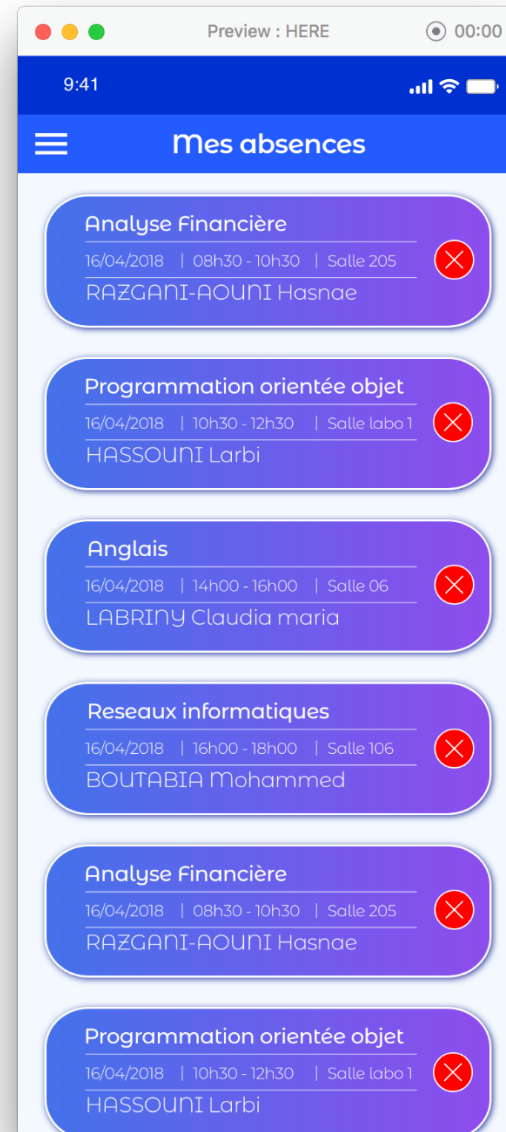 Preview : HERE 00:00
9:41
Mes absences
Analyse Financière
16/04/2018 | 08h30 - 10h30 | Salle 205
RAZGANI-AOUNI Hasnae
Programmation orientée objet
16/04/2018 | 10h30 - 12h30 | Salle labo 1
HASSOUNI Larbi
Anglais
16/04/2018 | 14h00 - 16h00 | Salle 06
LABRINY Claudia maria
Reseaux informatiques
16/04/2018 | 16h00 - 18h00 | Salle 106
BOUTABIA Mohammed
Analyse Financière
16/04/2018 | 08h30 - 10h30 | Salle 205
RAZGANI-AOUNI Hasnae
Programmation orientée objet
16/04/2018 | 10h30 - 12h30 | Salle labo 1
HASSOUNI Larbi